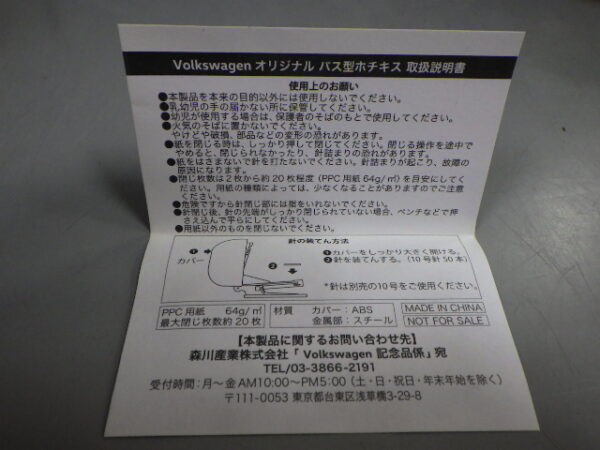 Volkswagen オリジナル バス型ホチキス 取扱説明書
使用上のお願い
●本製品を本来の目的以外には使用しないでください。
●乳幼児の手の届かない所に保管してください。
●幼児が使用する場合は、保護者のそばのもとで使用してください。
●火気のそばに置かないでください。
やけどや破損、部品などの変形の恐れがあります。
●紙を閉じる時は、しっかり押して閉じてください。閉じる操作を途中で
やめると、閉じられなかったり、針詰まりの恐れがあります。
●紙をはさまないで針を打たないでください。針詰まりが起こり、故障の
原因になります。
●閉じ枚数は2枚から約20枚程度（PPC用紙 64g/㎡）を目安にしてく
ださい。用紙の種類によっては、少なくなることがありますのでご注意
ください。
●危険ですから針閉じ部には指をいれないでください。
●針閉じ後、針の先端がしっかり閉じられていない場合、ペンチなどで押
さえ込んで平らにしてください。
●用紙以外のものを閉じないでください。
針の装てん方法
❶
カバー
❷
❶カバーをしっかり大きく開ける。
❷針を装てんする。（10号針50本）
*針は別売の10号をご使用ください。
PPC用紙 64g/㎡
最大閉じ枚数約20枚
材質 カバー：ABS
金属部：スチール
MADE IN CHINA
NOT FOR SALE
【本製品に関するお問い合わせ先】
森川産業株式会社「Volkswagen 記念品係」宛
TEL/03-3866-2191
受付時間：月〜金 AM10:00〜PM5:00（土・日・祝日・年末年始を除く）
〒111-0053 東京都台東区浅草橋3-29-8